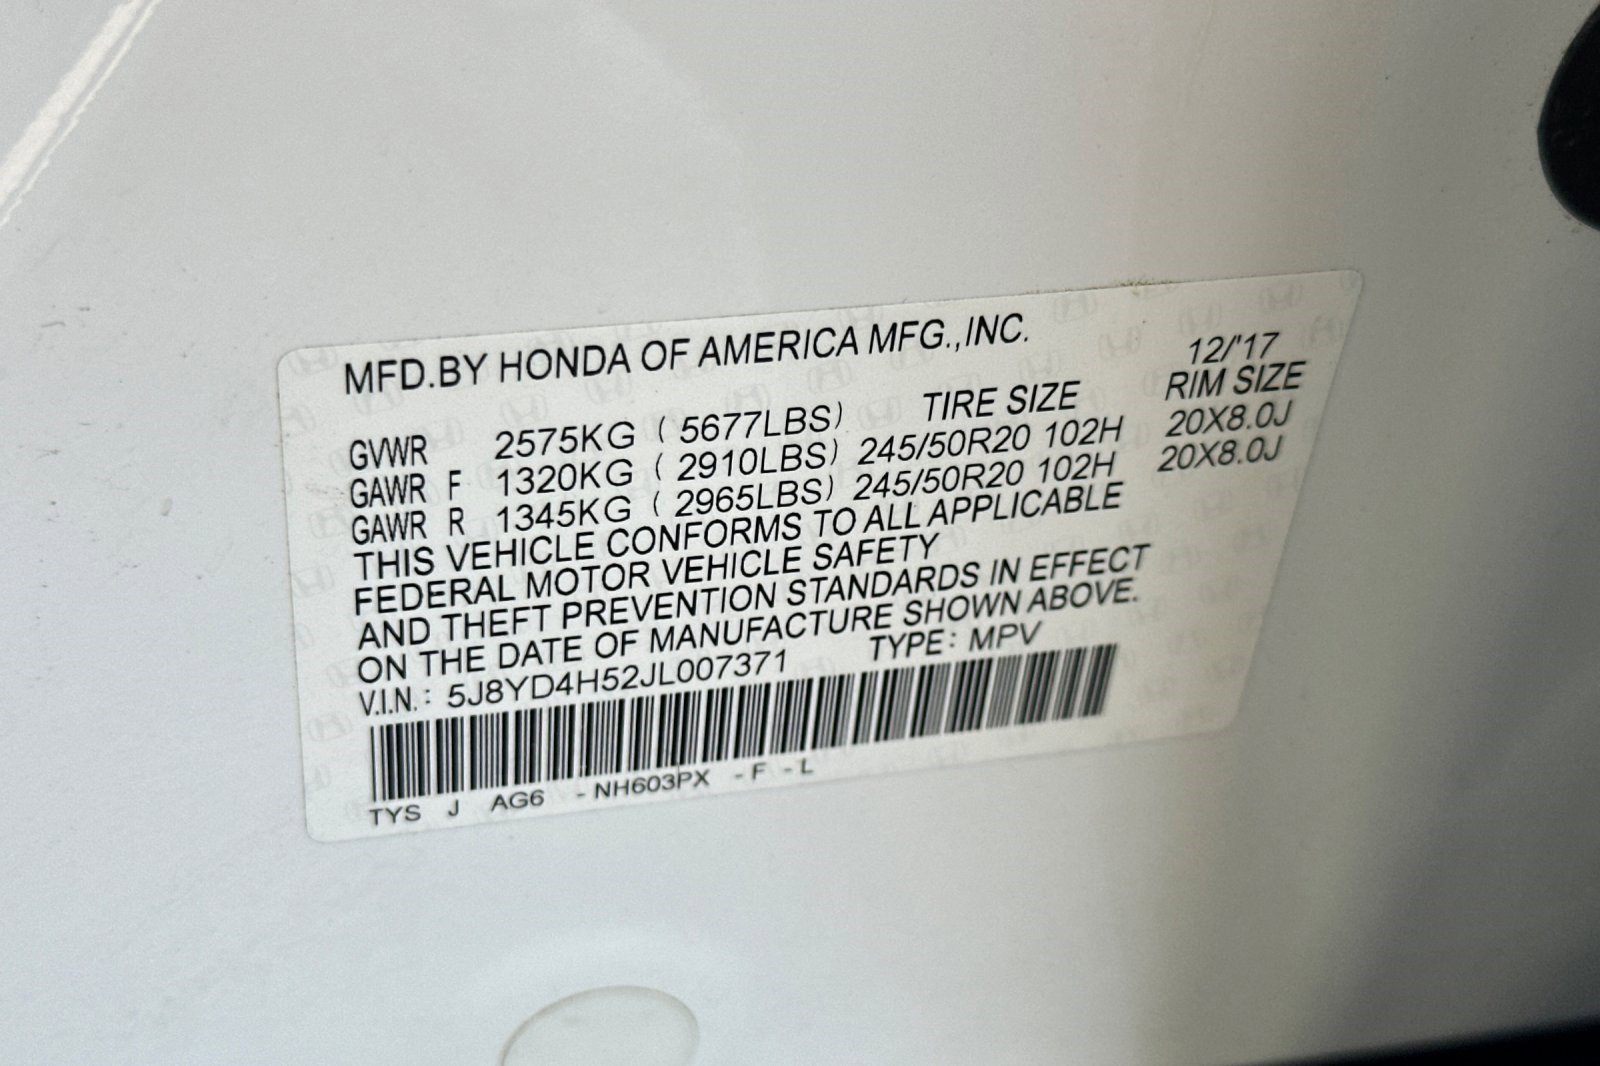 MFD.BY HONDA OF AMERICA MFG.,INC. 12/'17
GVWR 2575KG ( 5677LBS) TIRE SIZE RIM SIZE
GAWR F 1320KG ( 2910LBS) 245/50R20 102H 20X8.0J
GAWR R 1345KG ( 2965LBS) 245/50R20 102H 20X8.0J
THIS VEHICLE CONFORMS TO ALL APPLICABLE
FEDERAL MOTOR VEHICLE SAFETY
AND THEFT PREVENTION STANDARDS IN EFFECT
ON THE DATE OF MANUFACTURE SHOWN ABOVE.
V.I.N.: 5J8YD4H52JL007371 TYPE: MPV
TYS J AG6 -NH603PX -F -L